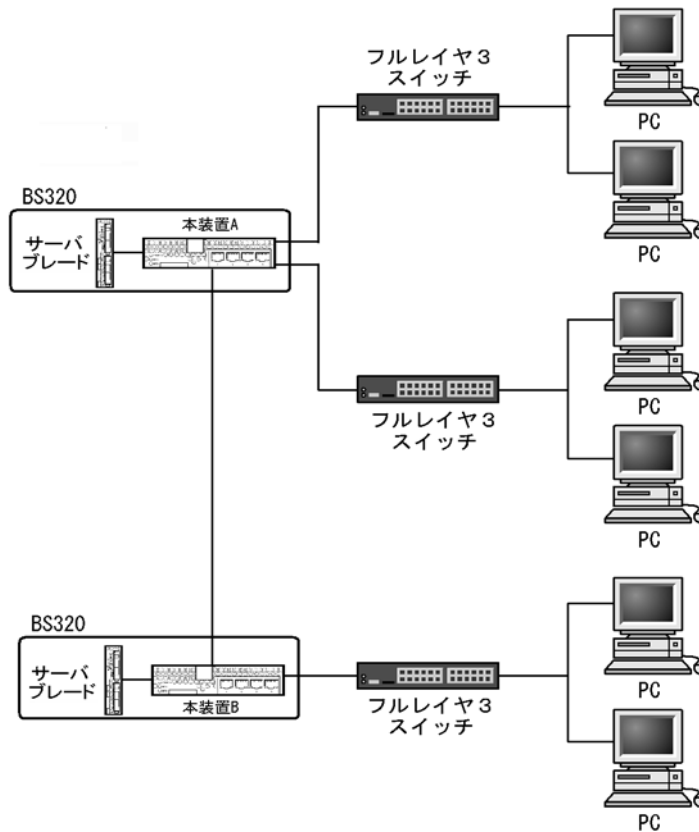 フルレイヤ3
スイッチ
PC
PC
BS320
本装置A
サーバ
ブレード
フルレイヤ3
スイッチ
PC
PC
BS320
サーバ
ブレード
本装置B
フルレイヤ3
スイッチ
PC
PC